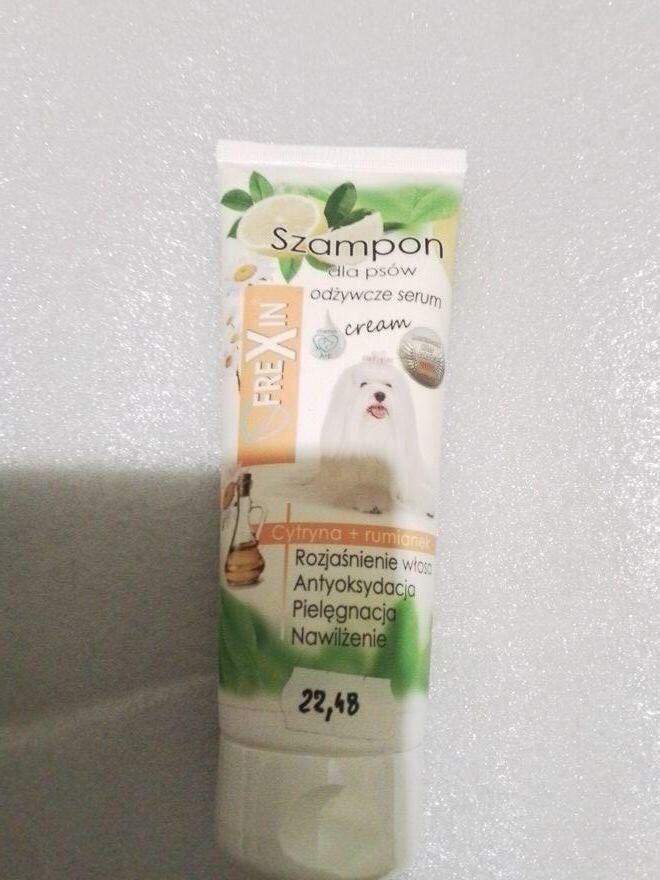 Szampon
dla psów
odżywcze serum
cream
FREXIN
Cytryna + rumianek
Rozjaśnienie włosa
Antyoksydacja
Pielęgnacja
Nawilżenie
22,48